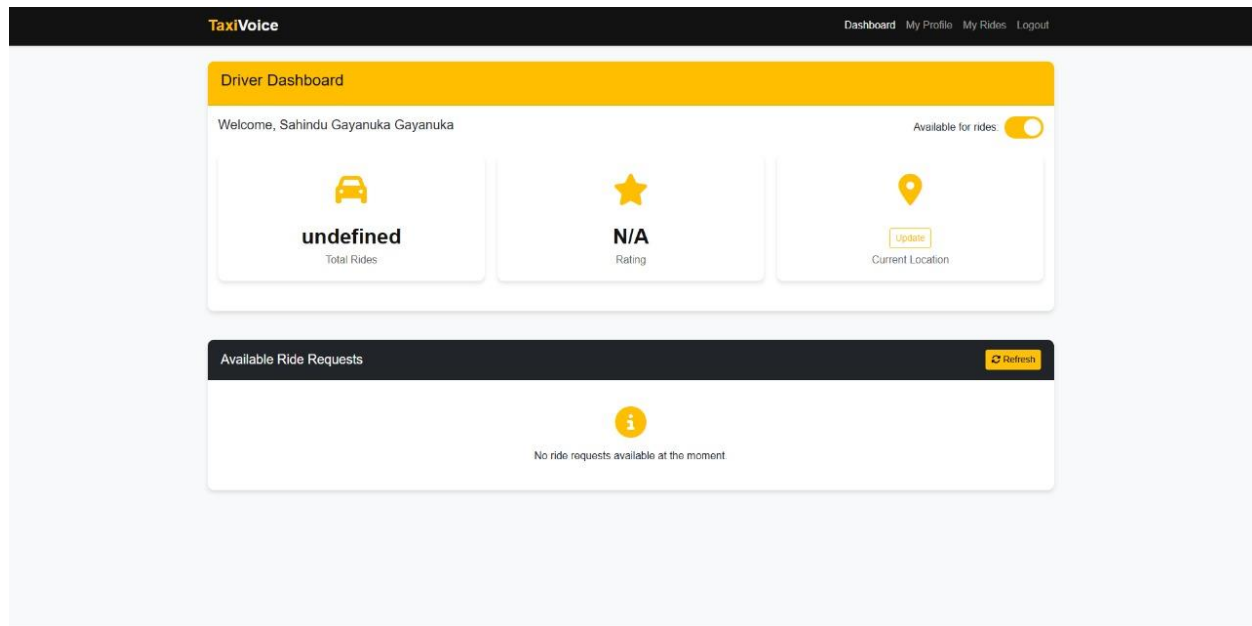 TaxiVoice
Dashboard My Profile My Rides Logout
Driver Dashboard
Welcome, Sahindu Gayanuka Gayanuka
Available for rides:
undefined
Total Rides
N/A
Rating
Update
Current Location
Available Ride Requests
Refresh
No ride requests available at the moment.